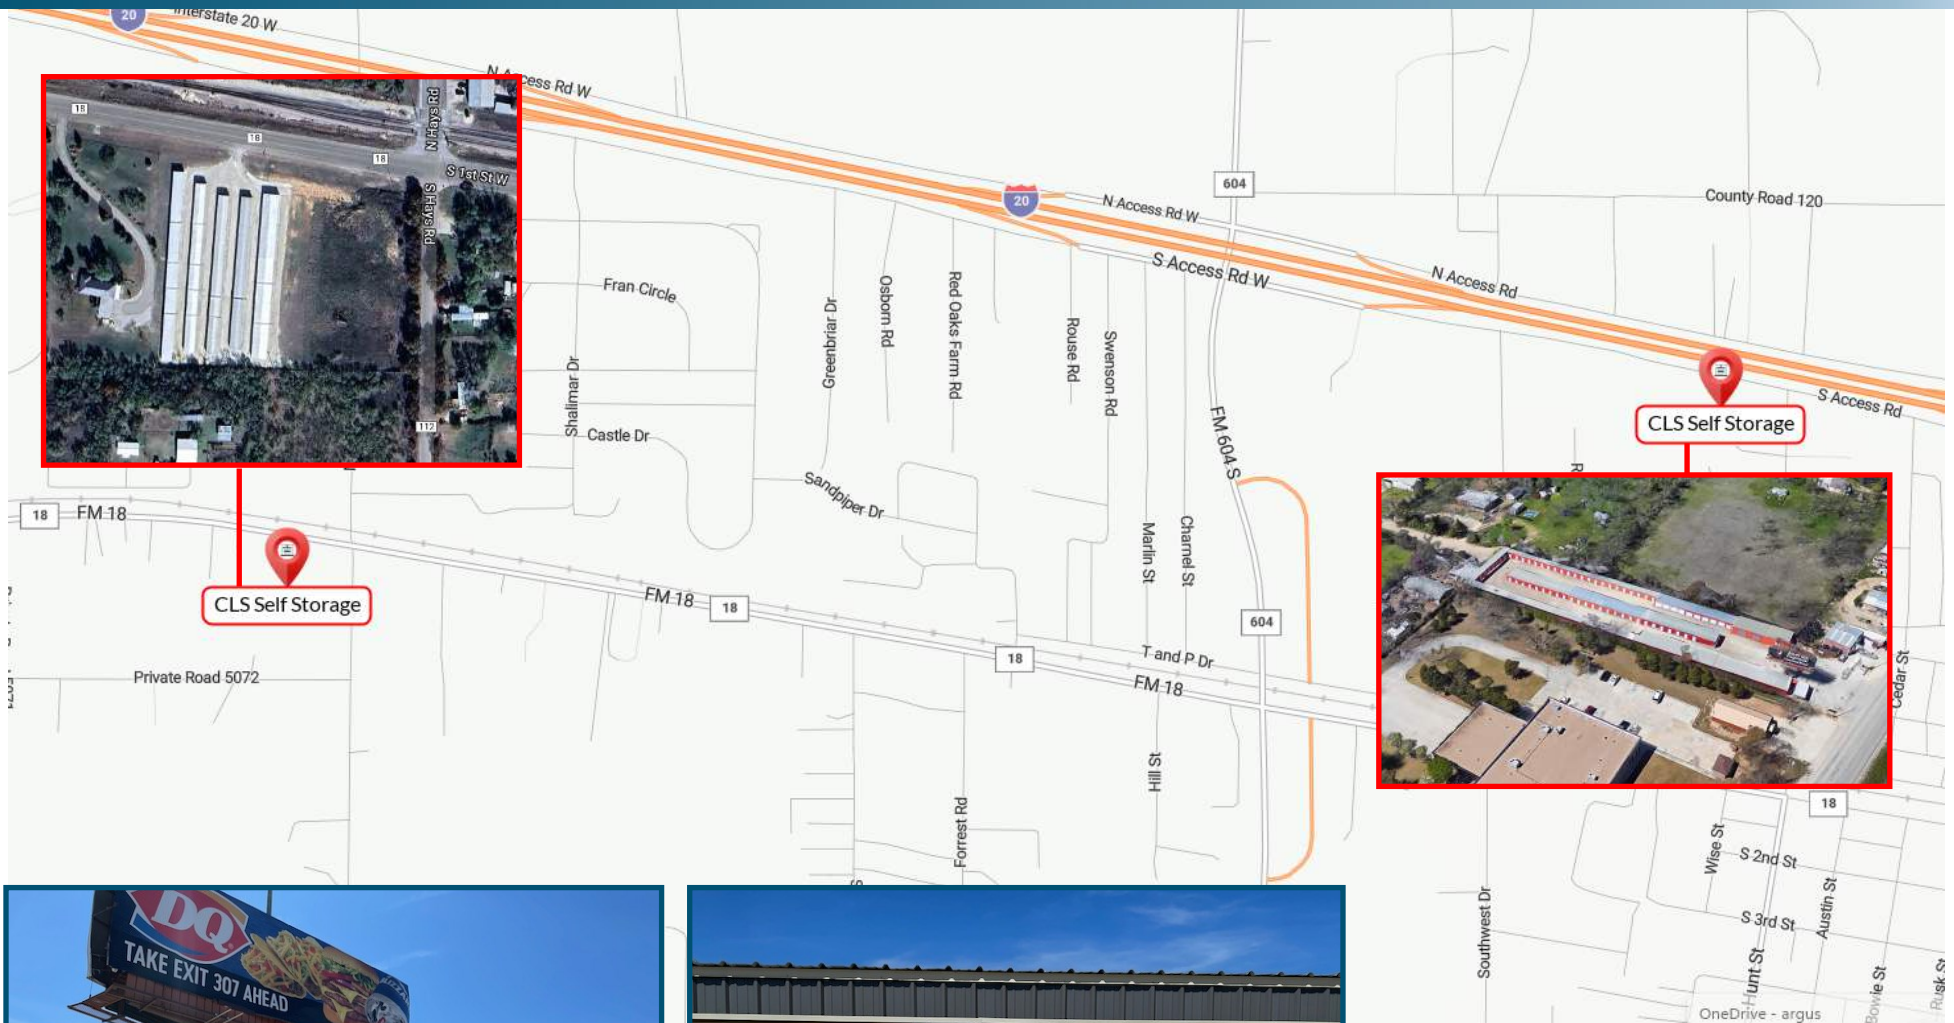 20
Interstate 20 W
N Access Rd W
18
18
18
N Hays Rd
S 1st St W
S Hays Rd
112
20
N Access Rd W
604
County Road 120
S Access Rd W
N Access Rd
S Access Rd
CLS Self Storage
Fran Circle
Greenbriar Dr
Osborn Rd
Red Oaks Farm Rd
Rouse Rd
Swenson Rd
Shalimar Dr
Castle Dr
Sandpiper Dr
FM 604 S
Marlin St
Charmel St
18
FM 18
CLS Self Storage
FM 18
18
604
T and P Dr
18
FM 18
Private Road 5072
Cedar St
Hill St
Forrest Rd
18
Wise St
S 2nd St
Austin St
S 3rd St
Southwest Dr
Hunt St
Bowie St
Rusk St
DQ
TAKE EXIT 307 AHEAD
OneDrive - argus